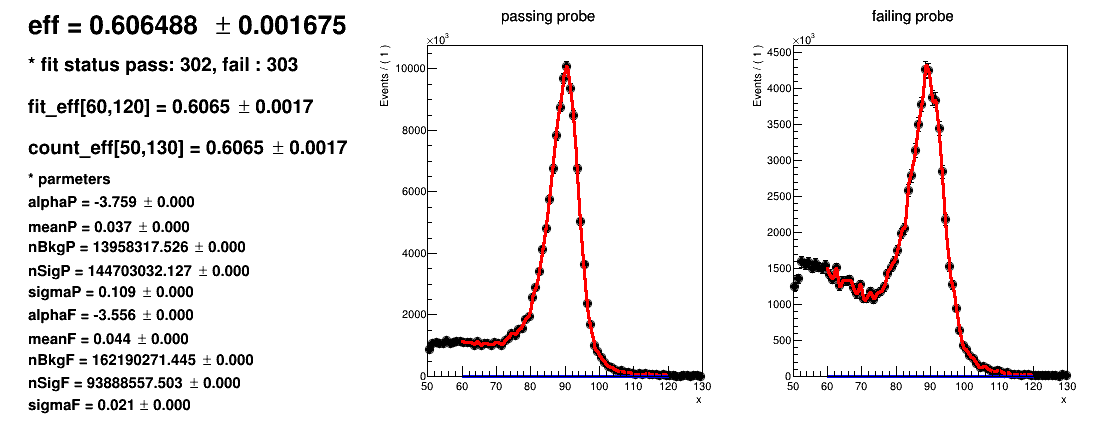 eff = 0.606488 ± 0.001675
* fit status pass: 302, fail : 303
fit_eff[60,120] = 0.6065 ± 0.0017
count_eff[50,130] = 0.6065 ± 0.0017
* parmeters
alphaP = -3.759 ± 0.000
meanP = 0.037 ± 0.000
nBkgP = 13958317.526 ± 0.000
nSigP = 144703032.127 ± 0.000
sigmaP = 0.109 ± 0.000
alphaF = -3.556 ± 0.000
meanF = 0.044 ± 0.000
nBkgF = 162190271.445 ± 0.000
nSigF = 93888557.503 ± 0.000
sigmaF = 0.021 ± 0.000
passing probe
×10³
Events / ( 1 )
10000
8000
6000
4000
2000
0
50 60 70 80 90 100 110 120 130
x
failing probe
×10³
Events / ( 1 )
4500
4000
3500
3000
2500
2000
1500
1000
500
0
50 60 70 80 90 100 110 120 130
x